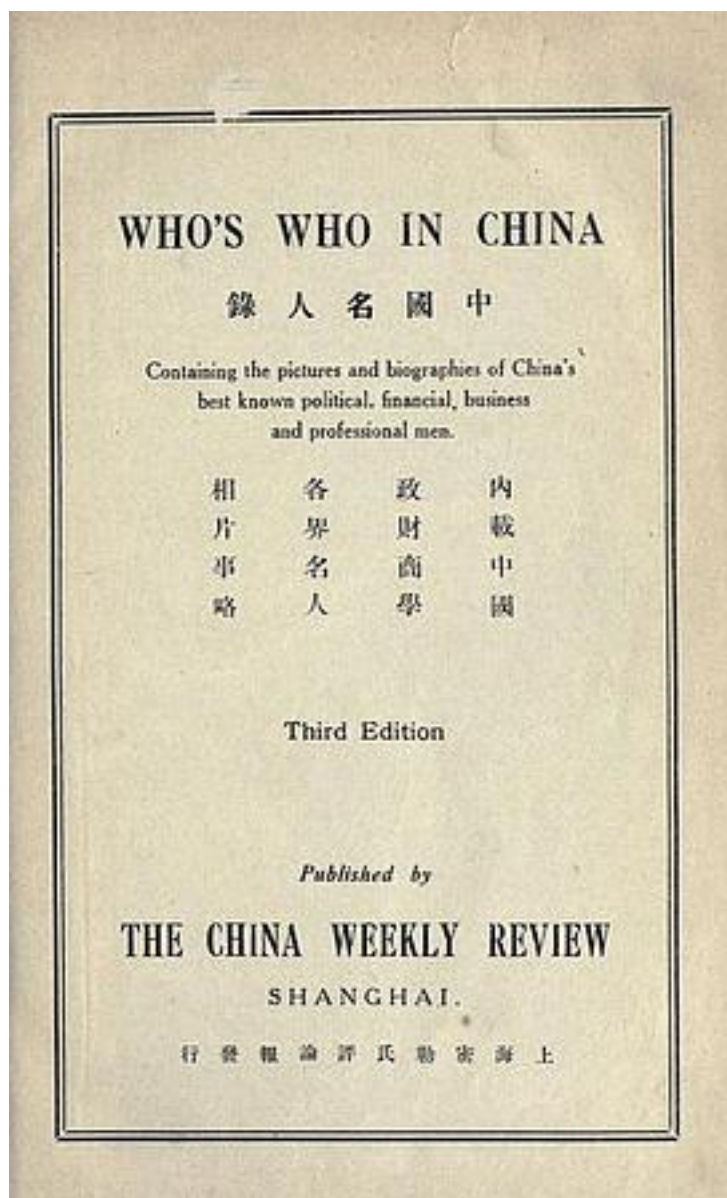 WHO'S WHO IN CHINA
中國名人錄
Containing the pictures and biographies of China's
best known political. financial, business
and professional men.
內載中國
政財商學
各界名人
相片事略
Third Edition
Published by
THE CHINA WEEKLY REVIEW
SHANGHAI.
上海密勒氏評論報發行